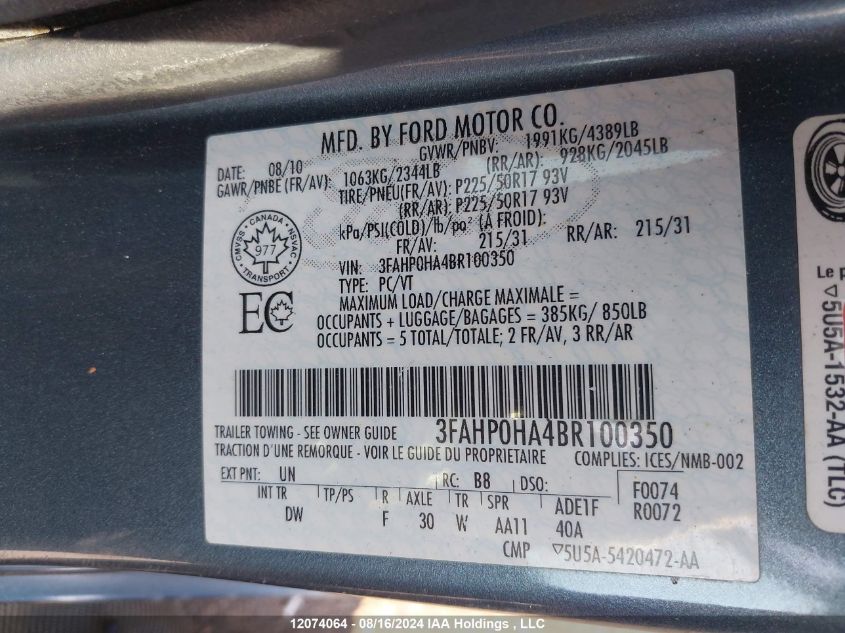 MFD. BY FORD MOTOR CO.
DATE: 08/10 GVWR/PNBV: 1991KG/4389LB
GAWR/PNBE (FR/AV): 1063KG/2344LB (RR/AR): 928KG/2045LB
TIRE/PNEU(FR/AV): P225/50R17 93V
(RR/AR): P225/50R17 93V
kPa/PSI(COLD)/lb/po² (À FROID):
FR/AV: 215/31 RR/AR: 215/31
VIN: 3FAHP0HA4BR100350
TYPE: PC/VT
MAXIMUM LOAD/CHARGE MAXIMALE =
OCCUPANTS + LUGGAGE/BAGAGES = 385KG/ 850LB
OCCUPANTS = 5 TOTAL/TOTALE; 2 FR/AV, 3 RR/AR
CANADA
CMVSS NSVAC
977
TRANSPORT
EC
3FAHP0HA4BR100350
TRAILER TOWING - SEE OWNER GUIDE
TRACTION D'UNE REMORQUE - VOIR LE GUIDE DU PROPRIETAIRE
COMPLIES: ICES/NMB-002
EXT PNT: UN RC: B8 DSO: F0074
INT TR TP/PS R AXLE TR SPR ADE1F R0072
DW F 30 W AA11 40A
CMP ▽5U5A-5420472-AA
Le p
▽5U5A-1532-AA (TLC)
12074064 - 08/16/2024 IAA Holdings , LLC